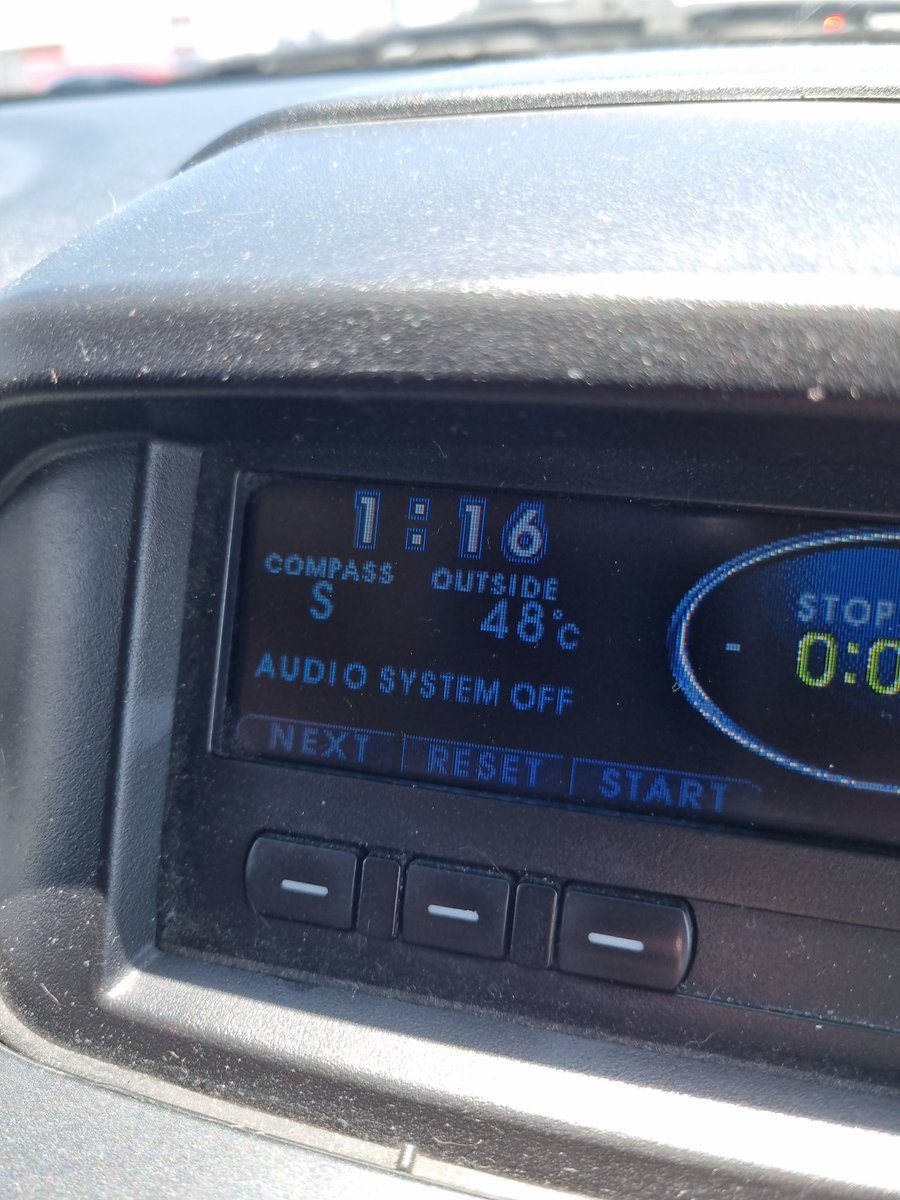 1:16
COMPASS OUTSIDE
S 48°C
AUDIO SYSTEM OFF
NEXT RESET START
STOP
0:0